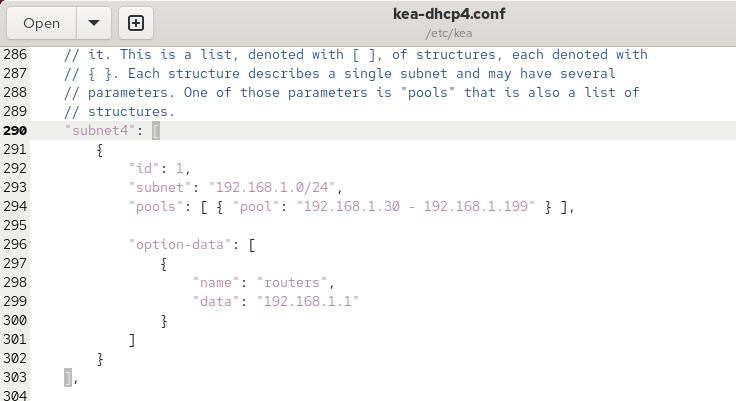 Open
kea-dhcp4.conf
/etc/kea
286 // it. This is a list, denoted with [ ], of structures, each denoted with
287 // { }. Each structure describes a single subnet and may have several
288 // parameters. One of those parameters is "pools" that is also a list of
289 // structures.
290 "subnet4": [
291 {
292 "id": 1,
293 "subnet": "192.168.1.0/24",
294 "pools": [ { "pool": "192.168.1.30 - 192.168.1.199" } ],
295
296 "option-data": [
297 {
298 "name": "routers",
299 "data": "192.168.1.1"
300 }
301 ]
302 }
303 ],
304